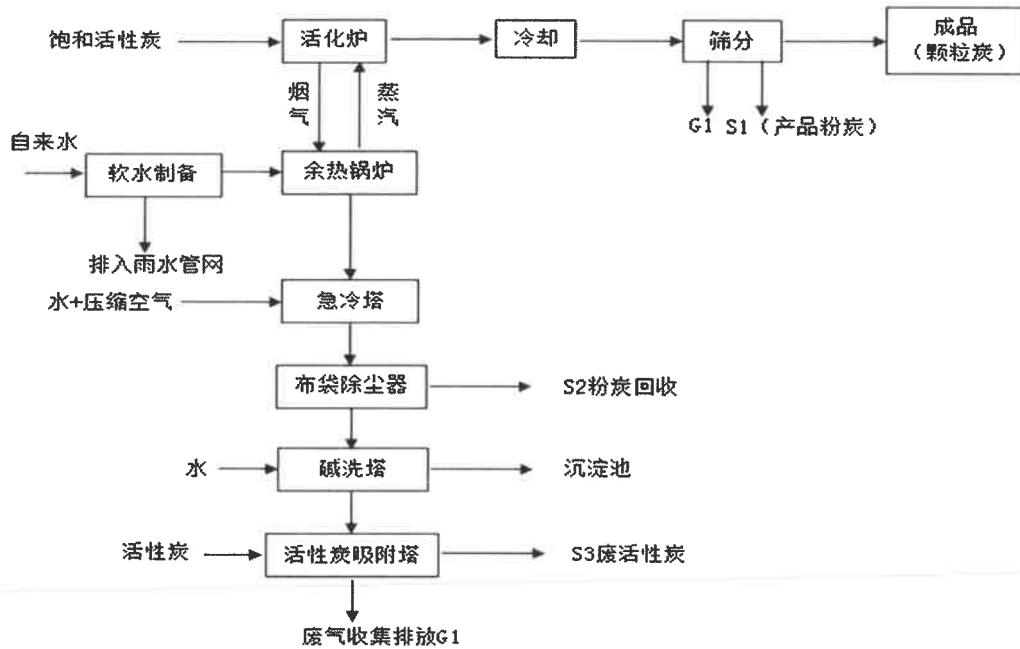 饱和活性炭
活化炉
冷却
筛分
成品
（颗粒炭）
烟气
蒸汽
G1 S1（产品粉炭）
自来水
软水制备
余热锅炉
排入雨水管网
水+压缩空气
急冷塔
布袋除尘器
S2粉炭回收
水
碱洗塔
沉淀池
活性炭
活性炭吸附塔
S3废活性炭
废气收集排放G1